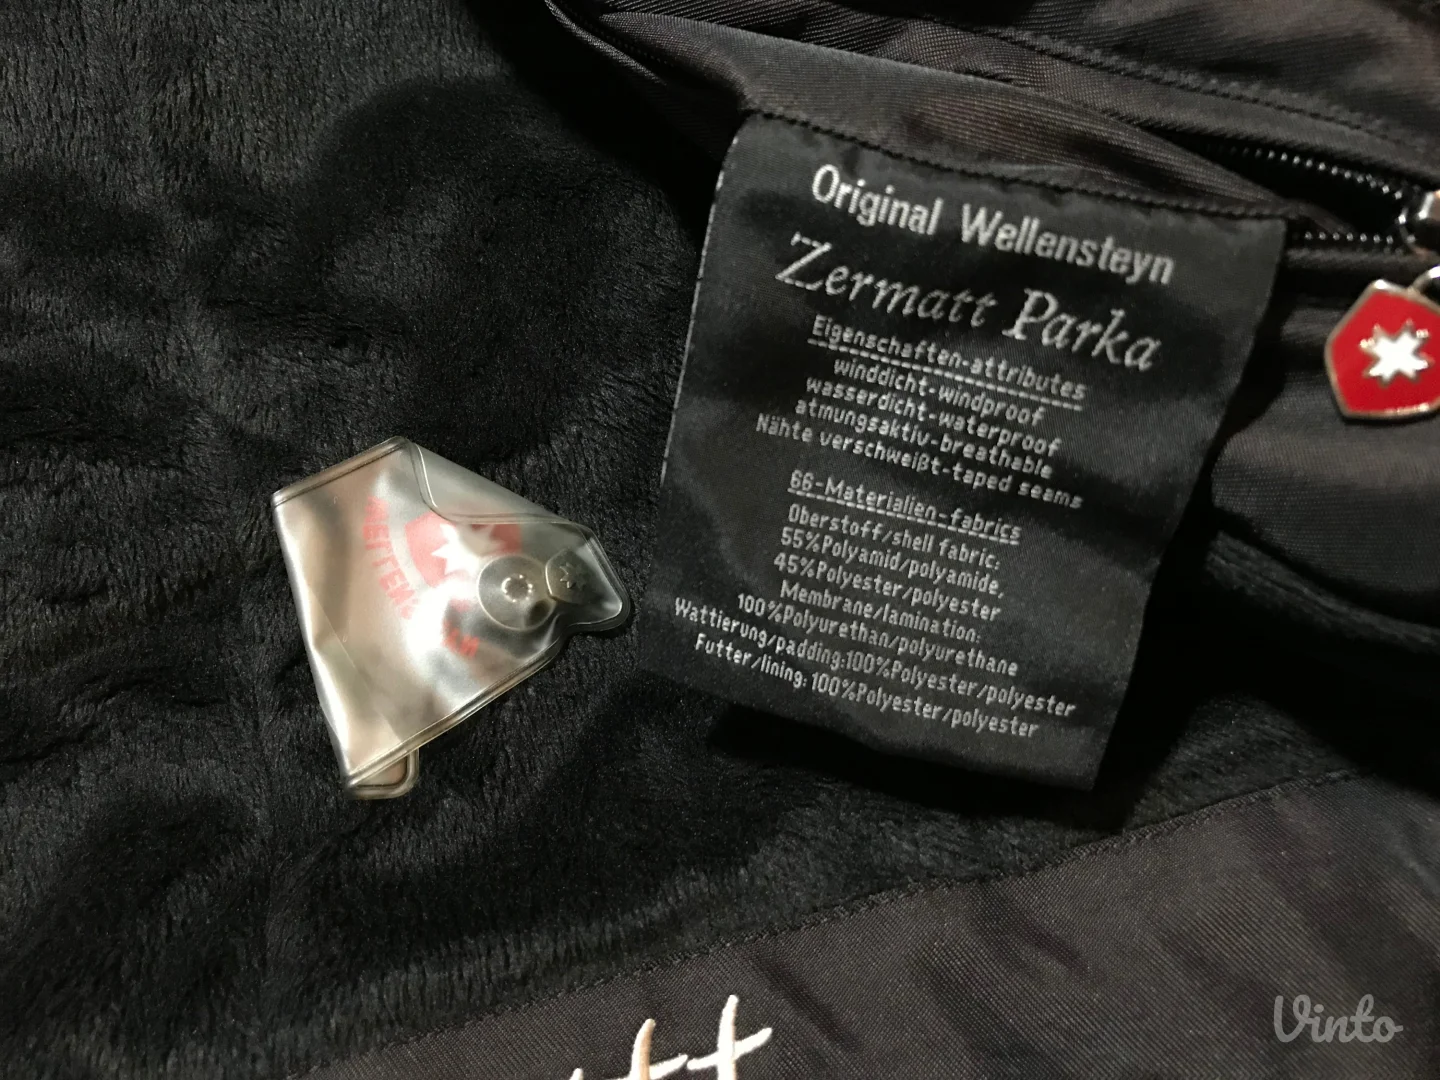 Original Wellensteyn
Zermatt Parka
Eigenschaften-attributes
winddicht-windproof
wasserdicht-waterproof
atmungsaktiv-breathable
Nähte verschweißt-taped seams
66-Materialien-fabrics
Oberstoff/shell fabric:
55%Polyamid/polyamide,
45%Polyester/polyester
Membrane/lamination:
100%Polyurethan/polyurethane
Wattierung/padding:100%Polyester/polyester
Futter/lining: 100%Polyester/polyester
Vinto